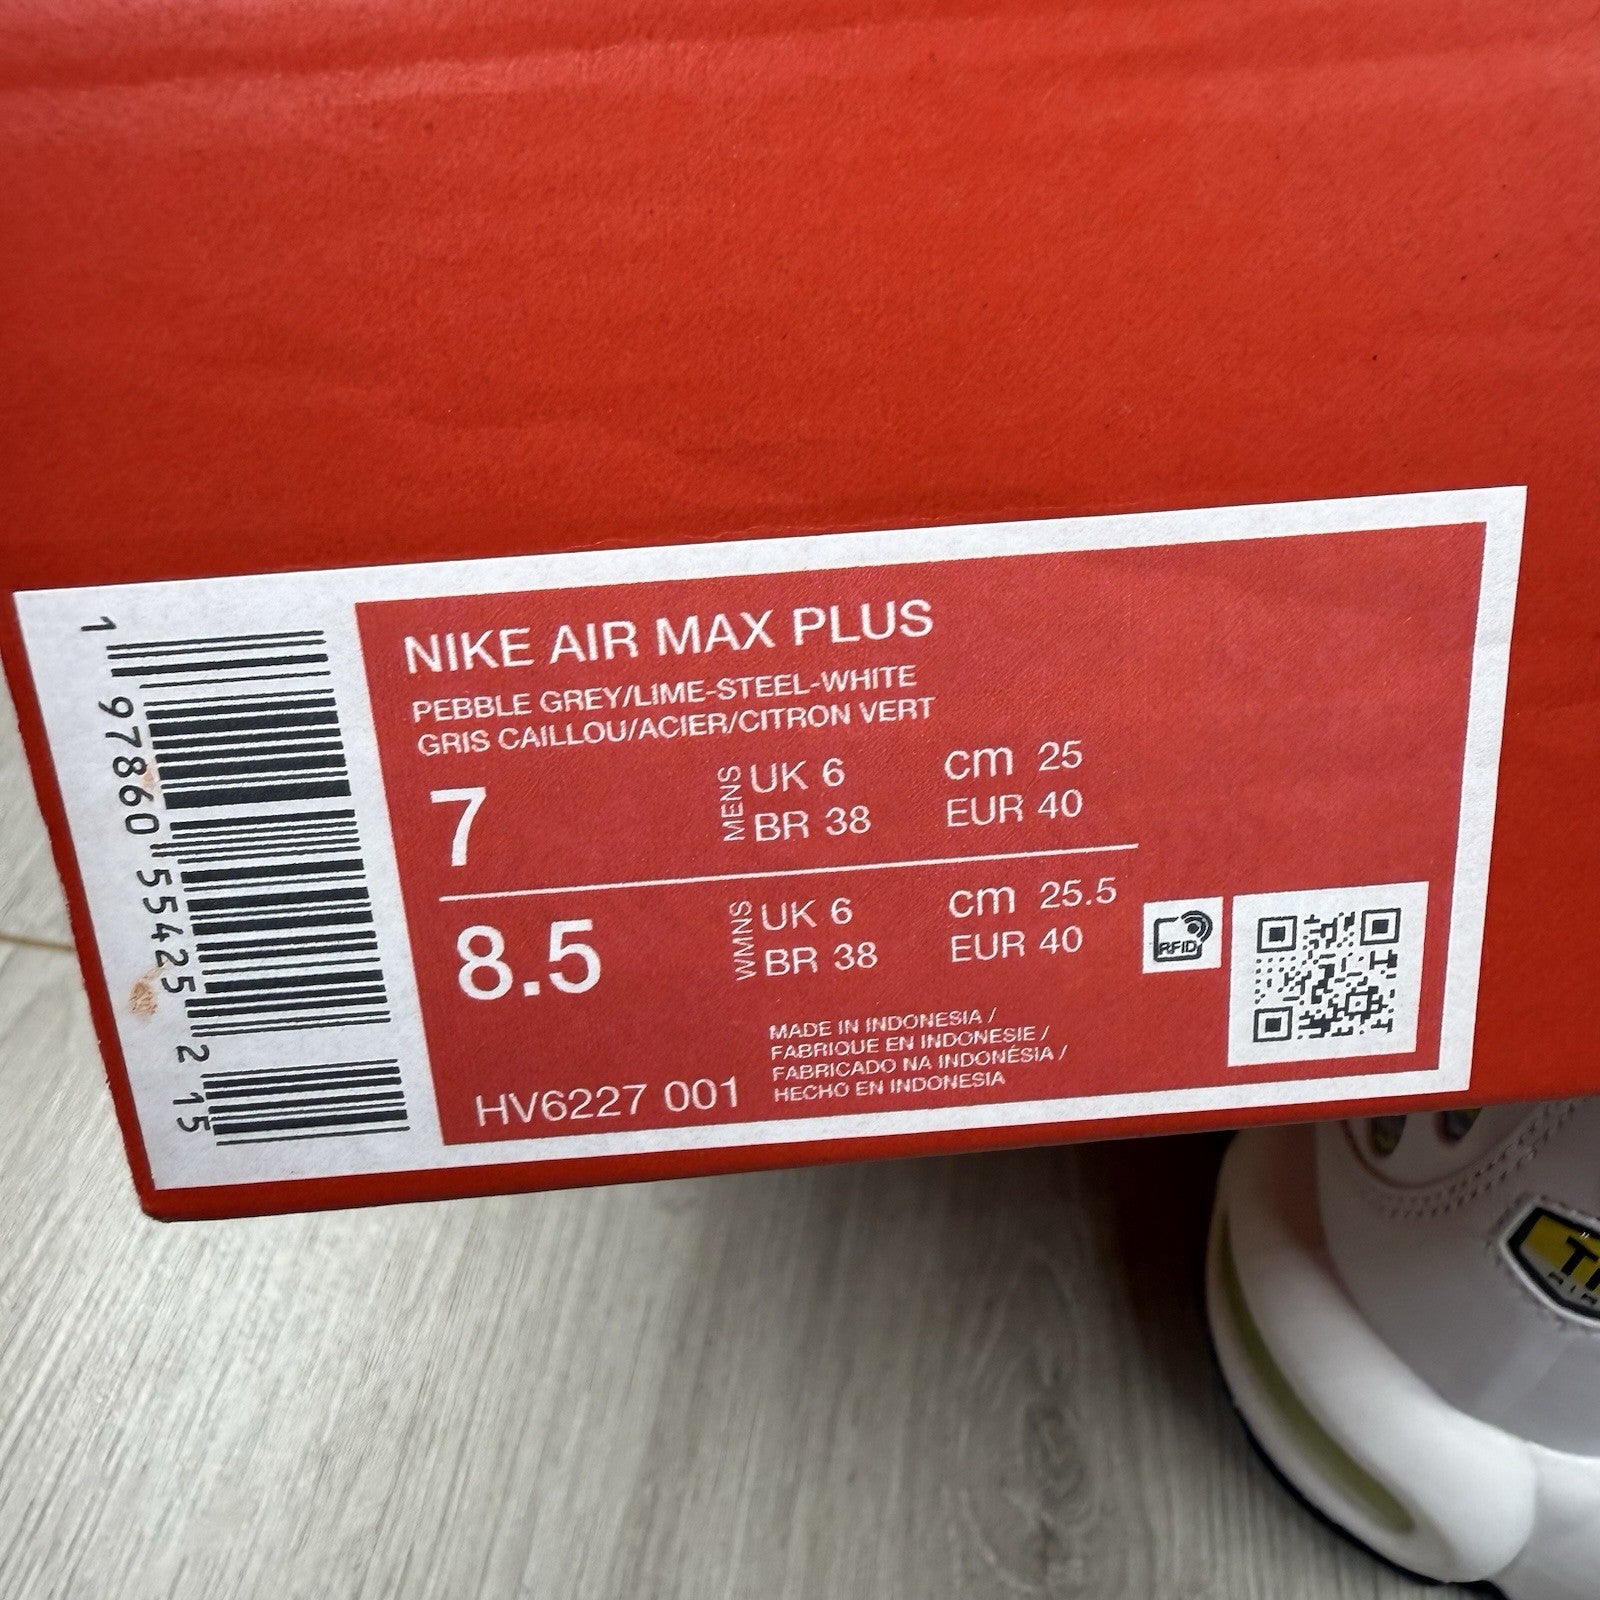 NIKE AIR MAX PLUS
PEBBLE GREY/LIME-STEEL-WHITE
GRIS CAILLOU/ACIER/CITRON VERT
7
MENS
UK 6 cm 25
BR 38 EUR 40
8.5
WMNS
UK 6 cm 25.5
BR 38 EUR 40
RFID
MADE IN INDONESIA /
FABRIQUE EN INDONESIE /
FABRICADO NA INDONÉSIA /
HECHO EN INDONESIA
HV6227 001
1 97860 55425 2 15